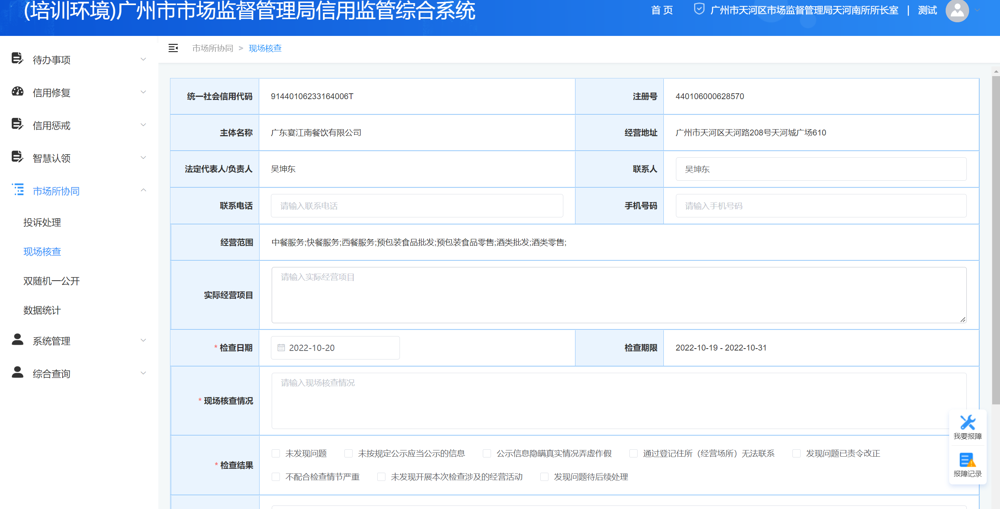 (培训环境)广州市市场监督管理局信用监管综合系统
首 页
广州市天河区市场监督管理局天河南所所长室 | 测试
待办事项
信用修复
信用惩戒
智慧认领
市场所协同
投诉处理
现场核查
双随机一公开
数据统计
系统管理
综合查询
市场所协同 > 现场核查
统一社会信用代码 91440106233164006T 注册号 440106000628570
主体名称 广东宴江南餐饮有限公司 经营地址 广州市天河区天河路208号天河城广场610
法定代表人/负责人 吴坤东 联系人 吴坤东
联系电话 请输入联系电话 手机号码 请输入手机号码
经营范围 中餐服务;快餐服务;西餐服务;预包装食品批发;预包装食品零售;酒类批发;酒类零售;
实际经营项目 请输入实际经营项目
* 检查日期 2022-10-20 检查期限 2022-10-19 - 2022-10-31
* 现场核查情况 请输入现场核查情况
* 检查结果 未发现问题 未按规定公示应当公示的信息 公示信息隐瞒真实情况弄虚作假 通过登记住所（经营场所）无法联系 发现问题已责令改正
不配合检查情节严重 未发现开展本次检查涉及的经营活动 发现问题待后续处理
我要报障
报障记录